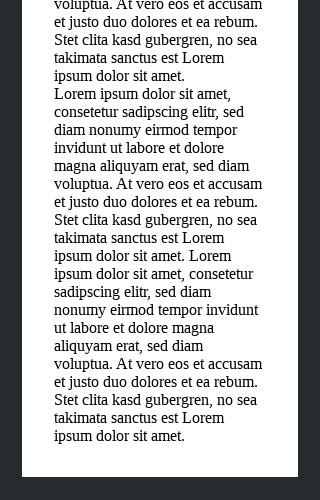 voluptua. At vero eos et accusam
et justo duo dolores et ea rebum.
Stet clita kasd gubergren, no sea
takimata sanctus est Lorem
ipsum dolor sit amet.
Lorem ipsum dolor sit amet,
consetetur sadipscing elitr, sed
diam nonumy eirmod tempor
invidunt ut labore et dolore
magna aliquyam erat, sed diam
voluptua. At vero eos et accusam
et justo duo dolores et ea rebum.
Stet clita kasd gubergren, no sea
takimata sanctus est Lorem
ipsum dolor sit amet. Lorem
ipsum dolor sit amet, consetetur
sadipscing elitr, sed diam
nonumy eirmod tempor invidunt
ut labore et dolore magna
aliquyam erat, sed diam
voluptua. At vero eos et accusam
et justo duo dolores et ea rebum.
Stet clita kasd gubergren, no sea
takimata sanctus est Lorem
ipsum dolor sit amet.